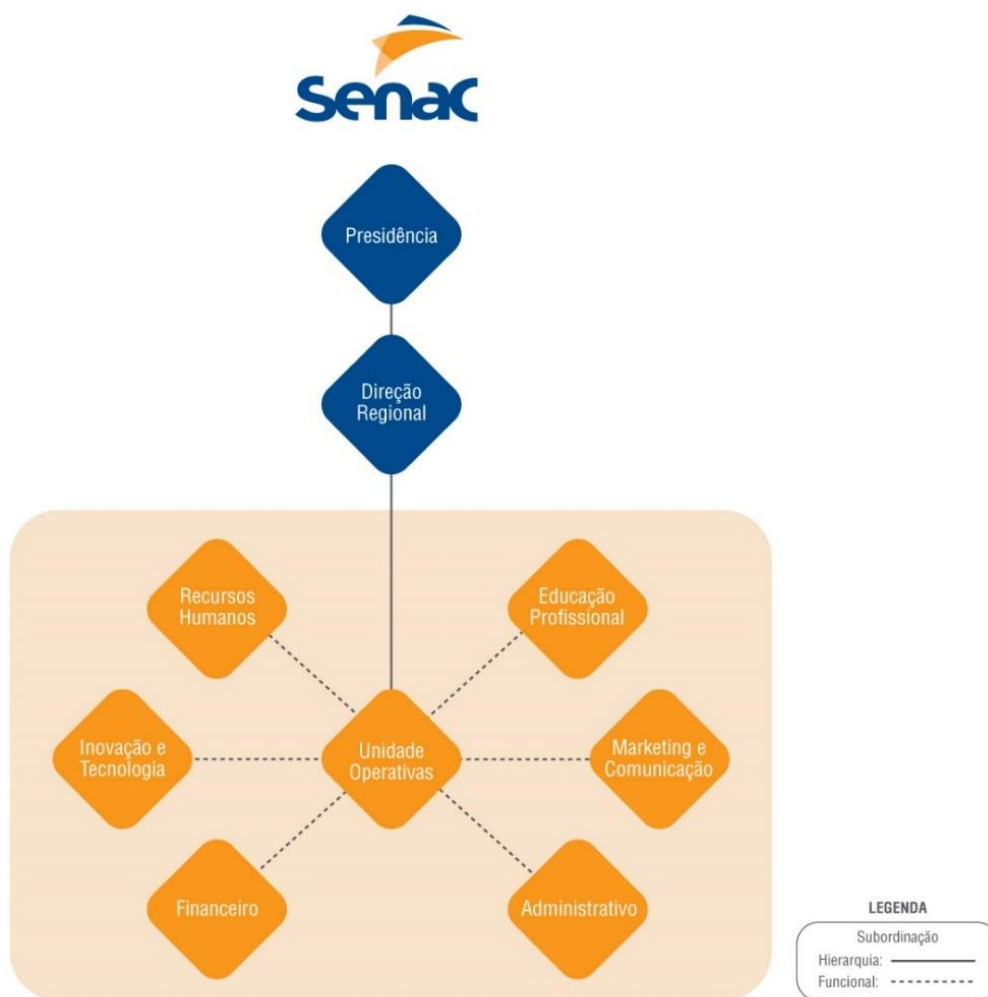 Senac
Presidência
Direção
Regional
Recursos
Humanos
Educação
Profissional
Inovação e
Tecnologia
Unidade
Operativas
Marketing e
Comunicação
Financeiro
Administrativo
LEGENDA
Subordinação
Hierarquia:
Funcional: